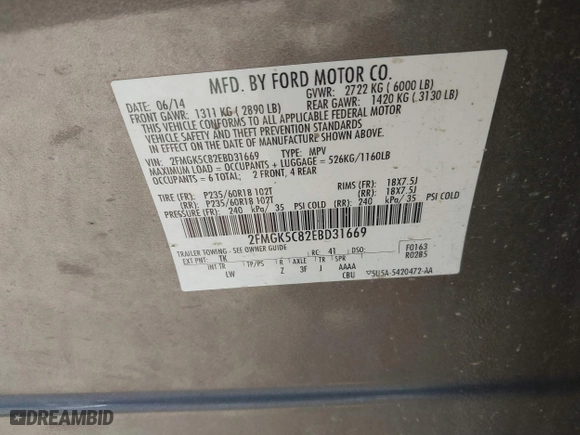 MFD. BY FORD MOTOR CO.
DATE: 06/14 GVWR: 2722 KG ( 6000 LB)
FRONT GAWR: 1311 KG ( 2890 LB) REAR GAWR: 1420 KG ( 3130 LB)
THIS VEHICLE CONFORMS TO ALL APPLICABLE FEDERAL MOTOR
VEHICLE SAFETY AND THEFT PREVENTION STANDARDS
IN EFFECT ON THE DATE OF MANUFACTURE SHOWN ABOVE.
VIN: 2FMGK5C82EBD31669 TYPE: MPV
MAXIMUM LOAD = OCCUPANTS + LUGGAGE = 526KG/1160LB
OCCUPANTS = 6 TOTAL; 2 FRONT, 4 REAR
TIRE (FR): P235/60R18 102T RIMS (FR): 18X7.5J
(RR): P235/60R18 102T (RR): 18X7.5J
PRESSURE (FR): 240 kPa/ 35 PSI COLD (RR): 240 kPa/ 35 PSI COLD
2FMGK5C82EBD31669
TRAILER TOWING - SEE OWNER GUIDE
EXT PNT: TK RC: 41 DSO: F0163
R0285
INT TR TP/PS R AXLE TR SPR
LW Z 3F J AAAA
CBU 5U5A-5420472-AA
DREAMBID